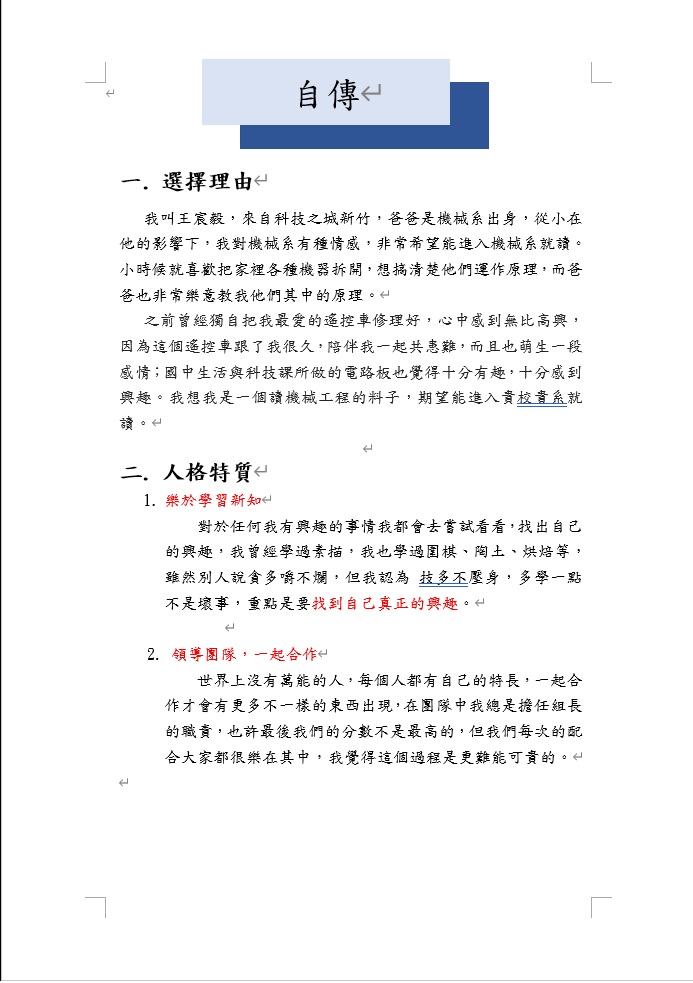 自傳
一. 選擇理由
我叫王宸毅，來自科技之城新竹，爸爸是機械系出身，從小在
他的影響下，我對機械系有種情感，非常希望能進入機械系就讀。
小時候就喜歡把家裡各種機器拆開，想搞清楚他們運作原理，而爸
爸也非常樂意教我他們其中的原理。
之前曾經獨自把我最愛的遙控車修理好，心中感到無比高興，
因為這個遙控車跟了我很久，陪伴我一起共患難，而且也萌生一段
感情；國中生活與科技課所做的電路板也覺得十分有趣，十分感到
興趣。我想我是一個讀機械工程的料子，期望能進入貴校貴系就
讀。
二. 人格特質
1. 樂於學習新知
對於任何我有興趣的事情我都會去嘗試看看，找出自己
的興趣，我曾經學過素描，我也學過圍棋、陶土、烘焙等，
雖然別人說貪多嚼不爛，但我認為 技多不壓身，多學一點
不是壞事，重點是要找到自己真正的興趣。
2. 領導團隊，一起合作
世界上沒有萬能的人，每個人都有自己的特長，一起合
作才會有更多不一樣的東西出現，在團隊中我總是擔任組長
的職責，也許最後我們的分數不是最高的，但我們每次的配
合大家都很樂在其中，我覺得這個過程是更難能可貴的。